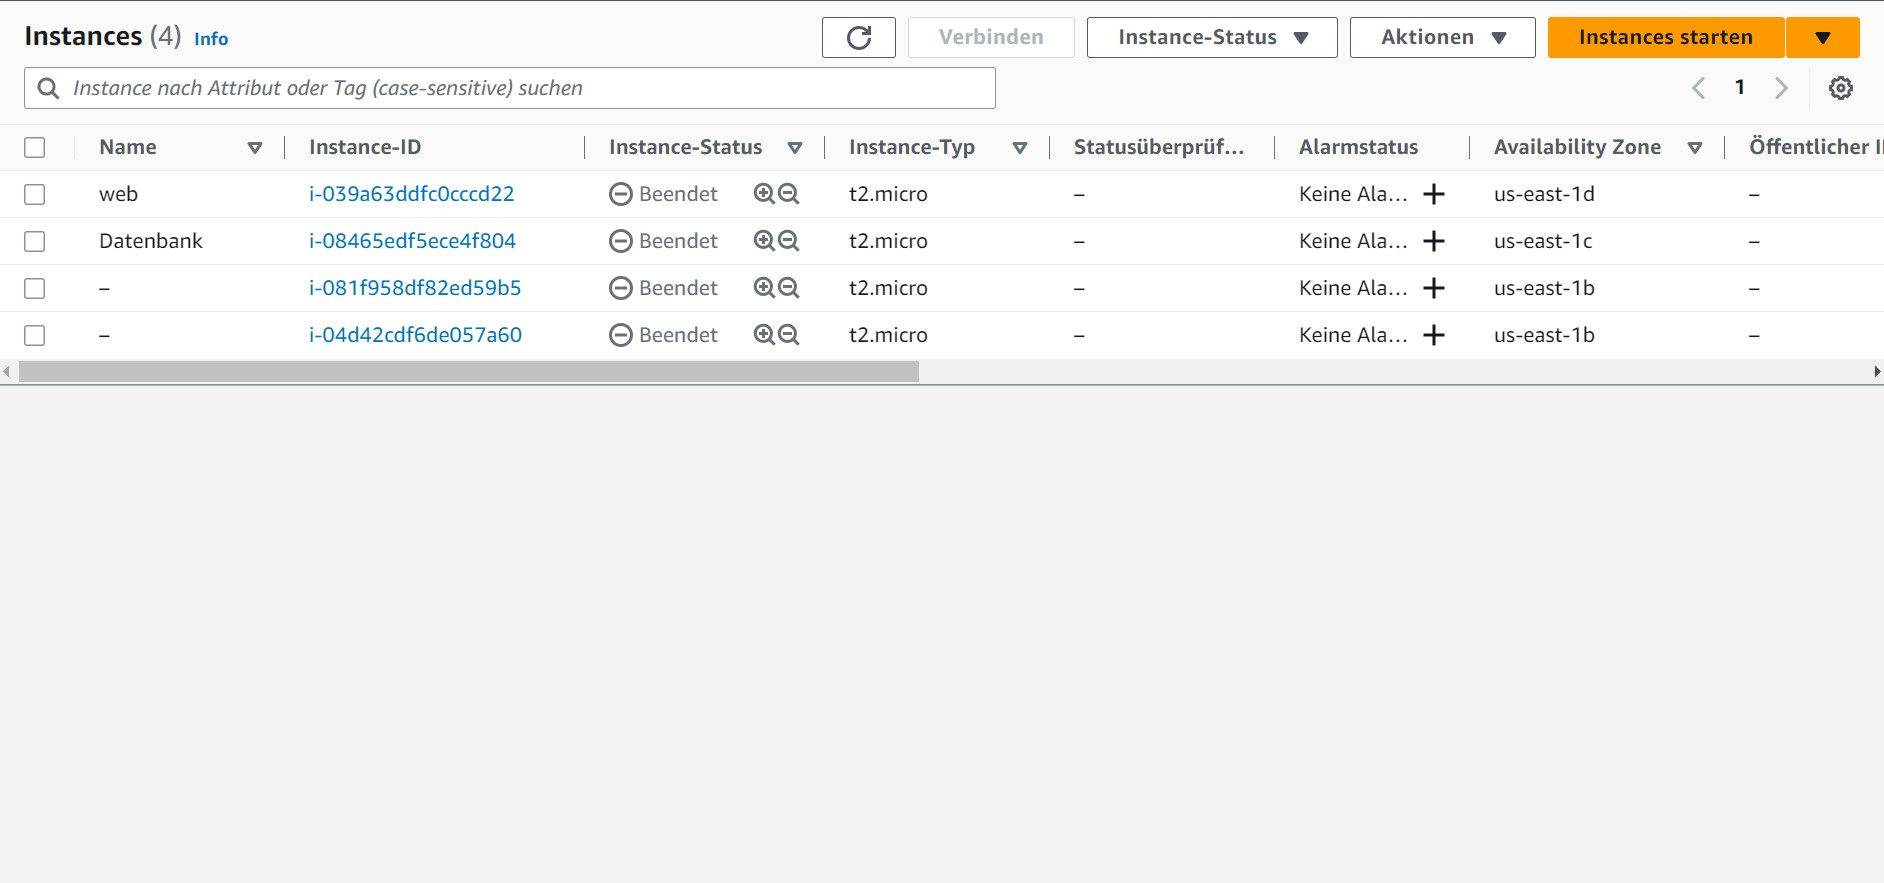 Instances (4) Info Verbinden Instance-Status Aktionen Instances starten
Instance nach Attribut oder Tag (case-sensitive) suchen 1
Name Instance-ID Instance-Status Instance-Typ Statusüberprüf... Alarmstatus Availability Zone Öffentlicher
web i-039a63ddfc0cccd22 Beendet t2.micro – Keine Ala... us-east-1d –
Datenbank i-08465edf5ece4f804 Beendet t2.micro – Keine Ala... us-east-1c –
– i-081f958df82ed59b5 Beendet t2.micro – Keine Ala... us-east-1b –
– i-04d42cdf6de057a60 Beendet t2.micro – Keine Ala... us-east-1b –